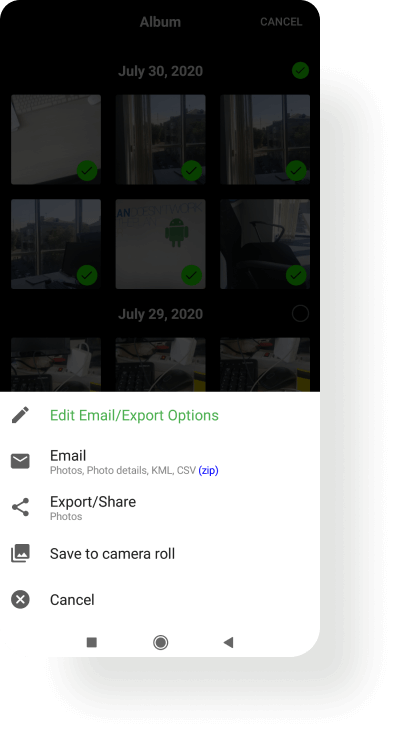 Album
CANCEL
July 30, 2020
July 29, 2020
Edit Email/Export Options
Email
Photos, Photo details, KML, CSV (zip)
Export/Share
Photos
Save to camera roll
Cancel